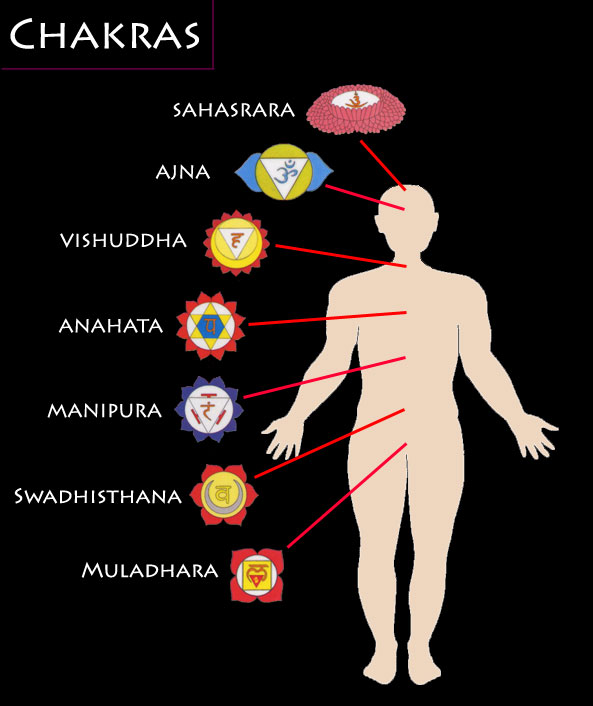 Chakras
SAHASRARA
ॐ
AJNA
ह
VISHUDDHA
ANAHATA
MANIPURA
व
SWADHISTHANA
MULADHARA